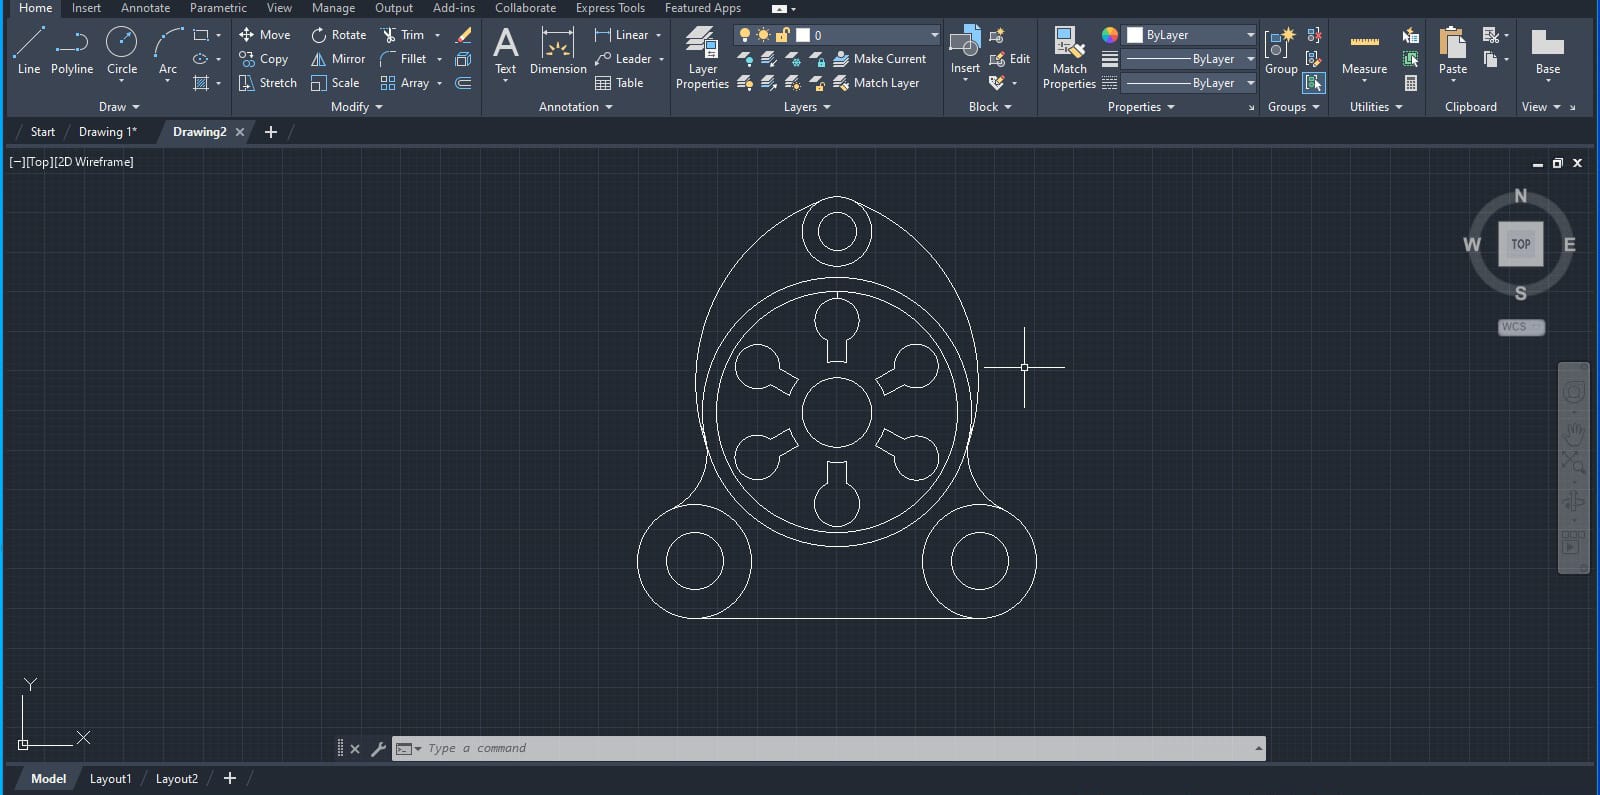 Home Insert Annotate Parametric View Manage Output Add-ins Collaborate Express Tools Featured Apps
Line Polyline Circle Arc
Draw
Move Rotate Trim
Copy Mirror Fillet
Stretch Scale Array
Modify
Text Dimension
Linear
Leader
Table
Annotation
Layer
Properties
0
Make Current
Match Layer
Layers
Insert
Edit
Block
Match
Properties
ByLayer
ByLayer
ByLayer
Properties
Group
Groups
Measure
Utilities
Paste
Clipboard
Base
View
Start Drawing 1* Drawing2
[−][Top][2D Wireframe]
N
W TOP E
S
WCS
Y
X
Type a command
Model Layout1 Layout2